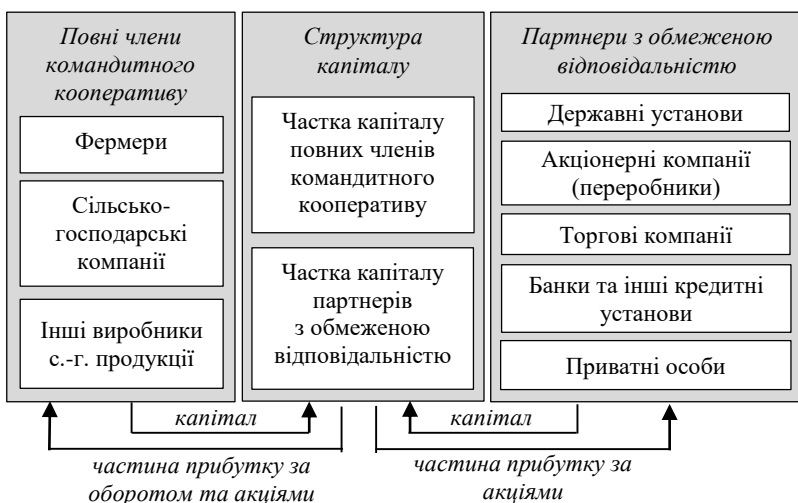 Повні члени
командитного
кооперативу
Фермери
Сільсько-
господарські
компанії
Інші виробники
с.-г. продукції
Структура
капіталу
Частка капіталу
повних членів
командитного
кооперативу
Частка капіталу
партнерів
з обмеженою
відповідальністю
Партнери з обмеженою
відповідальністю
Державні установи
Акціонерні компанії
(переробники)
Торгові компанії
Банки та інші кредитні
установи
Приватні особи
капітал
капітал
частина прибутку за
оборотом та акціями
частина прибутку за
акціями